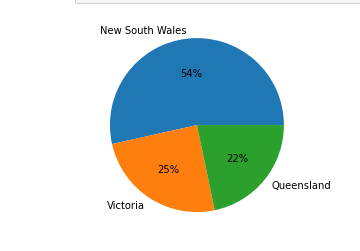 New South Wales
54%
25%
22%
Queensland
Victoria